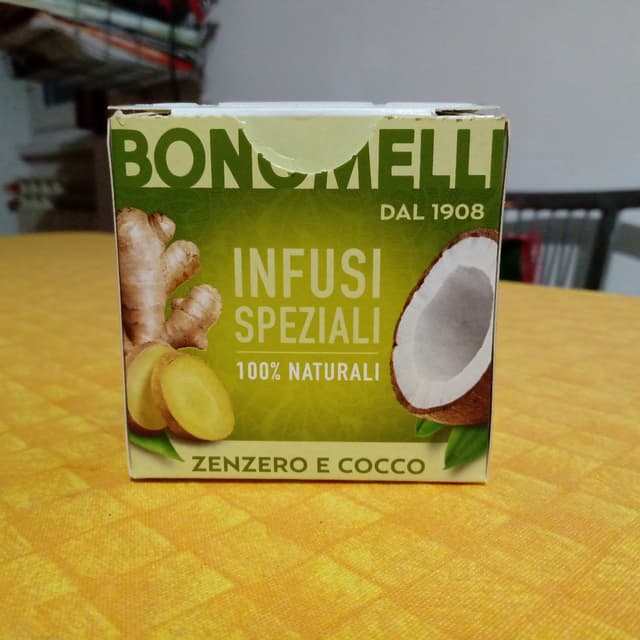 BONOMELLI
DAL 1908
INFUSI
SPEZIALI
100% NATURALI
ZENZERO E COCCO